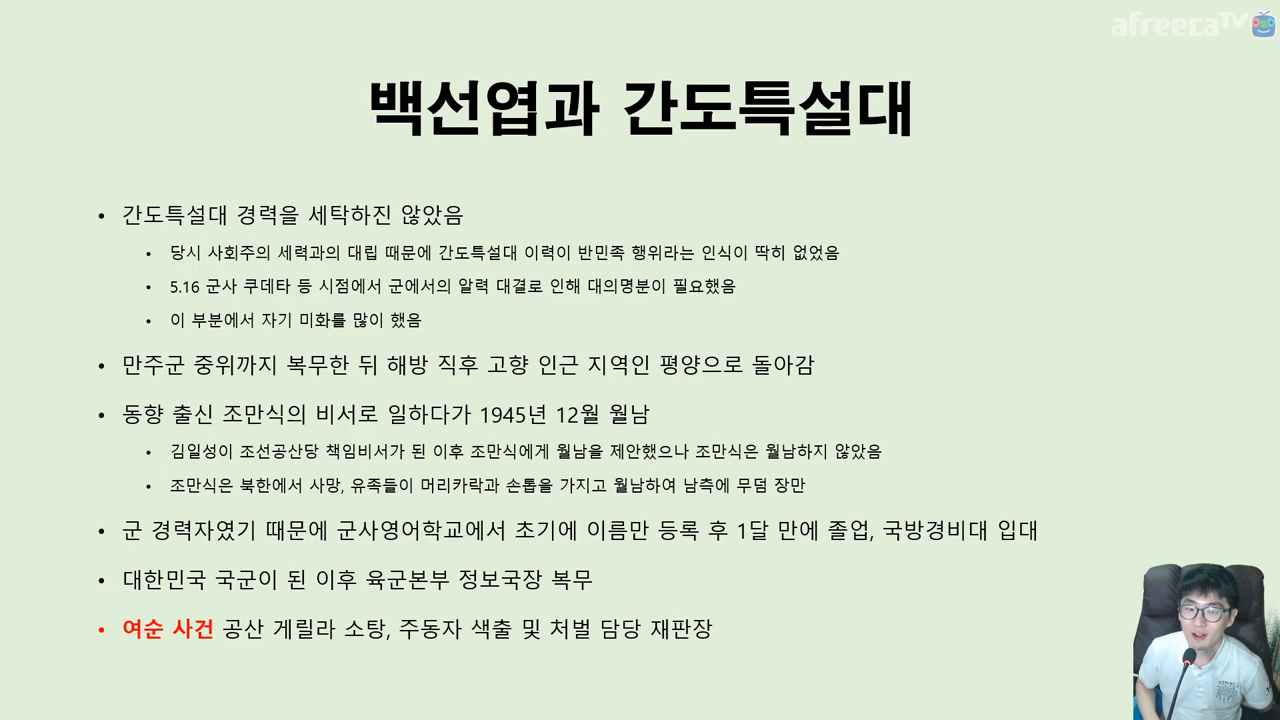 afreecaTV
백선엽과 간도특설대
• 간도특설대 경력을 세탁하진 않았음
• 당시 사회주의 세력과의 대립 때문에 간도특설대 이력이 반민족 행위라는 인식이 딱히 없었음
• 5.16 군사 쿠데타 등 시점에서 군에서의 알력 대결로 인해 대의명분이 필요했음
• 이 부분에서 자기 미화를 많이 했음
• 만주군 중위까지 복무한 뒤 해방 직후 고향 인근 지역인 평양으로 돌아감
• 동향 출신 조만식의 비서로 일하다가 1945년 12월 월남
• 김일성이 조선공산당 책임비서가 된 이후 조만식에게 월남을 제안했으나 조만식은 월남하지 않았음
• 조만식은 북한에서 사망, 유족들이 머리카락과 손톱을 가지고 월남하여 남측에 무덤 장만
• 군 경력자였기 때문에 군사영어학교에서 초기에 이름만 등록 후 1달 만에 졸업, 국방경비대 입대
• 대한민국 국군이 된 이후 육군본부 정보국장 복무
• 여순 사건 공산 게릴라 소탕, 주동자 색출 및 처벌 담당 재판장